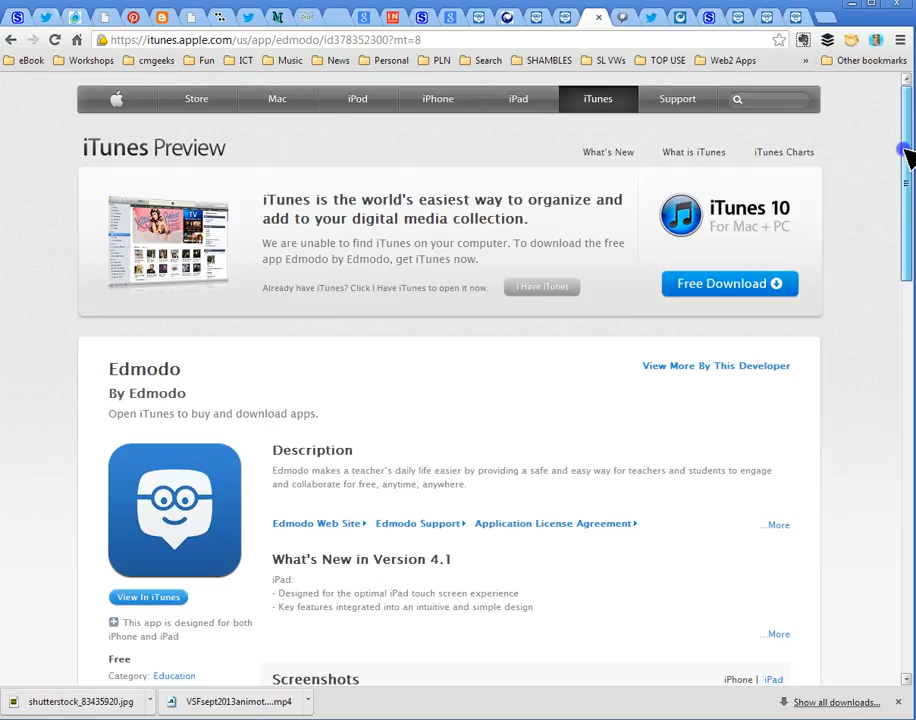 https://itunes.apple.com/us/app/edmodo/id378352300?mt=8
eBook Workshops cmgeeks Fun ICT Music News Personal PLN Search SHAMBLES SL VWs TOP USE Web2 Apps » Other bookmarks
Store Mac iPod iPhone iPad iTunes Support
iTunes Preview
What's New What is iTunes iTunes Charts
iTunes is the world's easiest way to organize and
add to your digital media collection.
We are unable to find iTunes on your computer. To download the free
app Edmodo by Edmodo, get iTunes now.
Already have iTunes? Click I Have iTunes to open it now.
I Have iTunes
iTunes 10
For Mac + PC
Free Download
Edmodo
View More By This Developer
By Edmodo
Open iTunes to buy and download apps.
Description
Edmodo makes a teacher's daily life easier by providing a safe and easy way for teachers and students to engage
and collaborate for free, anytime, anywhere.
Edmodo Web Site Edmodo Support Application License Agreement
...More
What's New in Version 4.1
iPad:
- Designed for the optimal iPad touch screen experience
- Key features integrated into an intuitive and simple design
...More
View In iTunes
This app is designed for both
iPhone and iPad
Free
Category: Education
Screenshots
iPhone | iPad
shutterstock_83435920.jpg
VSFsept2013animot....mp4
Show all downloads...